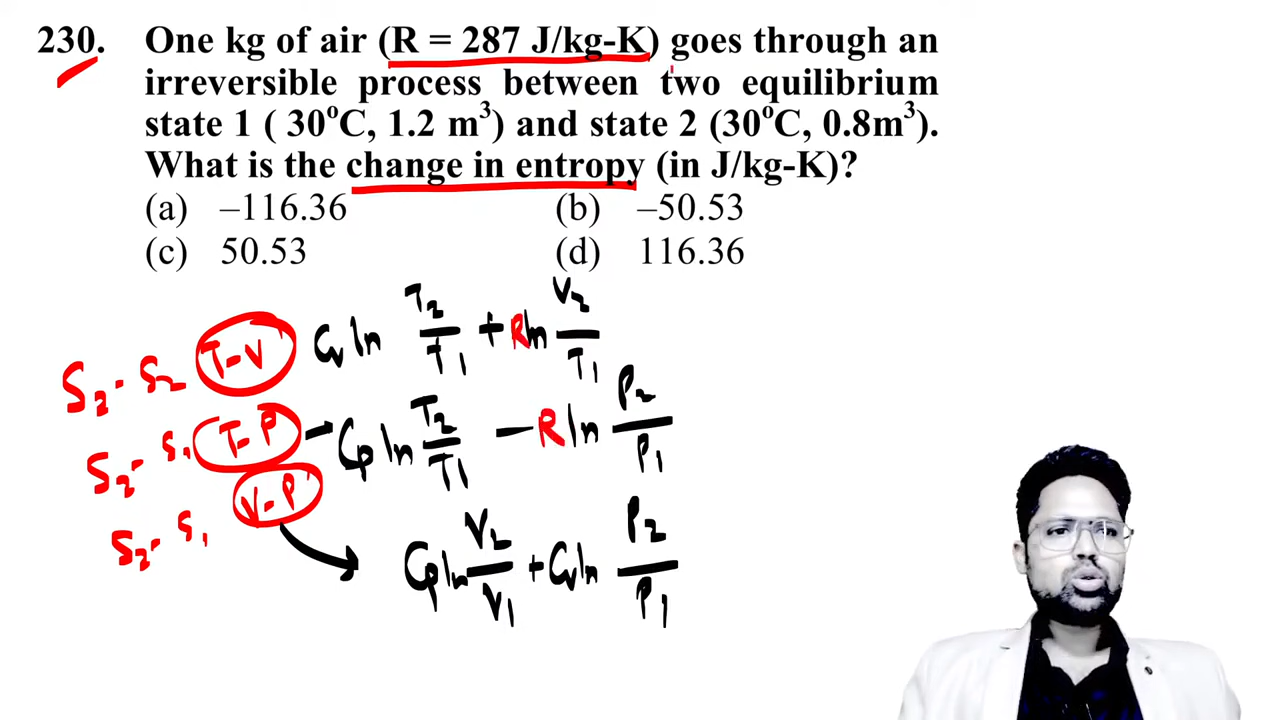 230. One kg of air (R = 287 J/kg-K) goes through an
irreversible process between two equilibrium
state 1 ( 30°C, 1.2 m³) and state 2 (30°C, 0.8m³).
What is the change in entropy (in J/kg-K)?
(a) –116.36 (b) –50.53
(c) 50.53 (d) 116.36
S₂ - S₂ T-V Cv ln T₂/T₁ + R ln V₂/T₁
S₂ - S₁ T-P → Cp ln T₂/T₁ — R ln P₂/P₁
S₂ - S₁ V-P → Cp ln V₂/V₁ + Cv ln P₂/P₁